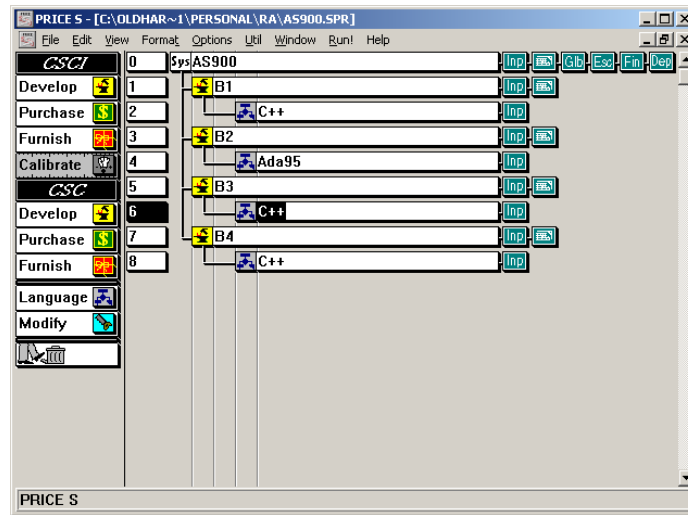 PRICE S - [C:\OLDHAR~1\PERSONAL\RA\AS900.SPR]
File Edit View Format Options Util Window Run! Help
CSCI 0 Sys AS900 Inp Glb Esc Fin Dep
Develop 1 B1 Inp
Purchase $ 2 C++ Inp
Furnish 3 B2 Inp
Calibrate 4 Ada95 Inp
CSC 5 B3 Inp
Develop 6 C++ Inp
Purchase $ 7 B4 Inp
Furnish 8 C++ Inp
Language
Modify
PRICE S